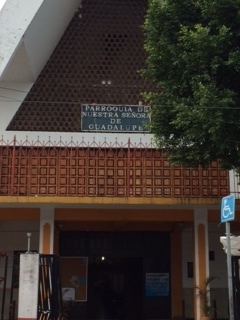 PARROQUIA DE
NUESTRA SEÑORA
DE
GUADALUPE